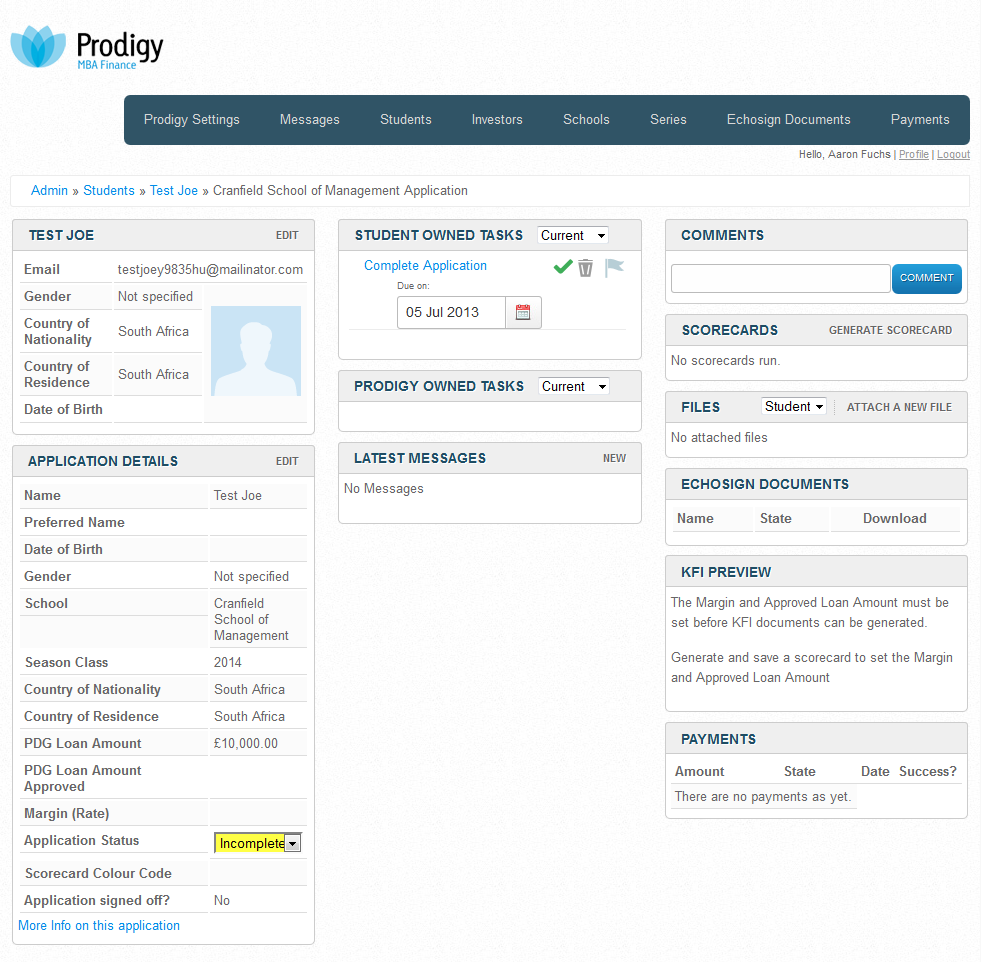 Prodigy
MBA Finance
Prodigy Settings Messages Students Investors Schools Series Echosign Documents Payments
Hello, Aaron Fuchs | Profile | Logout
Admin » Students » Test Joe » Cranfield School of Management Application
TEST JOE EDIT
Email testjoey9835hu@mailinator.com
Gender Not specified
Country of
Nationality
South Africa
Country of
Residence
South Africa
Date of Birth
APPLICATION DETAILS EDIT
Name Test Joe
Preferred Name
Date of Birth
Gender Not specified
School Cranfield
School of
Management
Season Class 2014
Country of Nationality South Africa
Country of Residence South Africa
PDG Loan Amount £10,000.00
PDG Loan Amount
Approved
Margin (Rate)
Application Status Incomplete
Scorecard Colour Code
Application signed off? No
More Info on this application
STUDENT OWNED TASKS Current
Complete Application
Due on:
05 Jul 2013
PRODIGY OWNED TASKS Current
LATEST MESSAGES NEW
No Messages
COMMENTS
COMMENT
SCORECARDS GENERATE SCORECARD
No scorecards run.
FILES Student ATTACH A NEW FILE
No attached files
ECHOSIGN DOCUMENTS
Name State Download
KFI PREVIEW
The Margin and Approved Loan Amount must be
set before KFI documents can be generated.
Generate and save a scorecard to set the Margin
and Approved Loan Amount
PAYMENTS
Amount State Date Success?
There are no payments as yet.